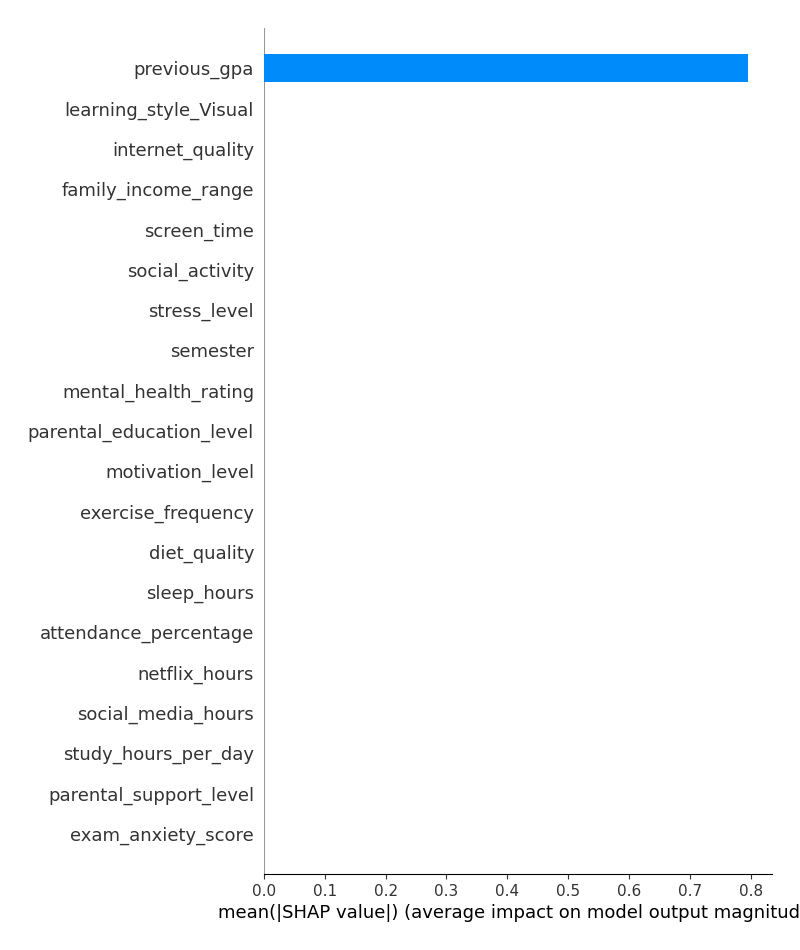 previous_gpa
learning_style_Visual
internet_quality
family_income_range
screen_time
social_activity
stress_level
semester
mental_health_rating
parental_education_level
motivation_level
exercise_frequency
diet_quality
sleep_hours
attendance_percentage
netflix_hours
social_media_hours
study_hours_per_day
parental_support_level
exam_anxiety_score
0.0 0.1 0.2 0.3 0.4 0.5 0.6 0.7 0.8
mean(|SHAP value|) (average impact on model output magnitud